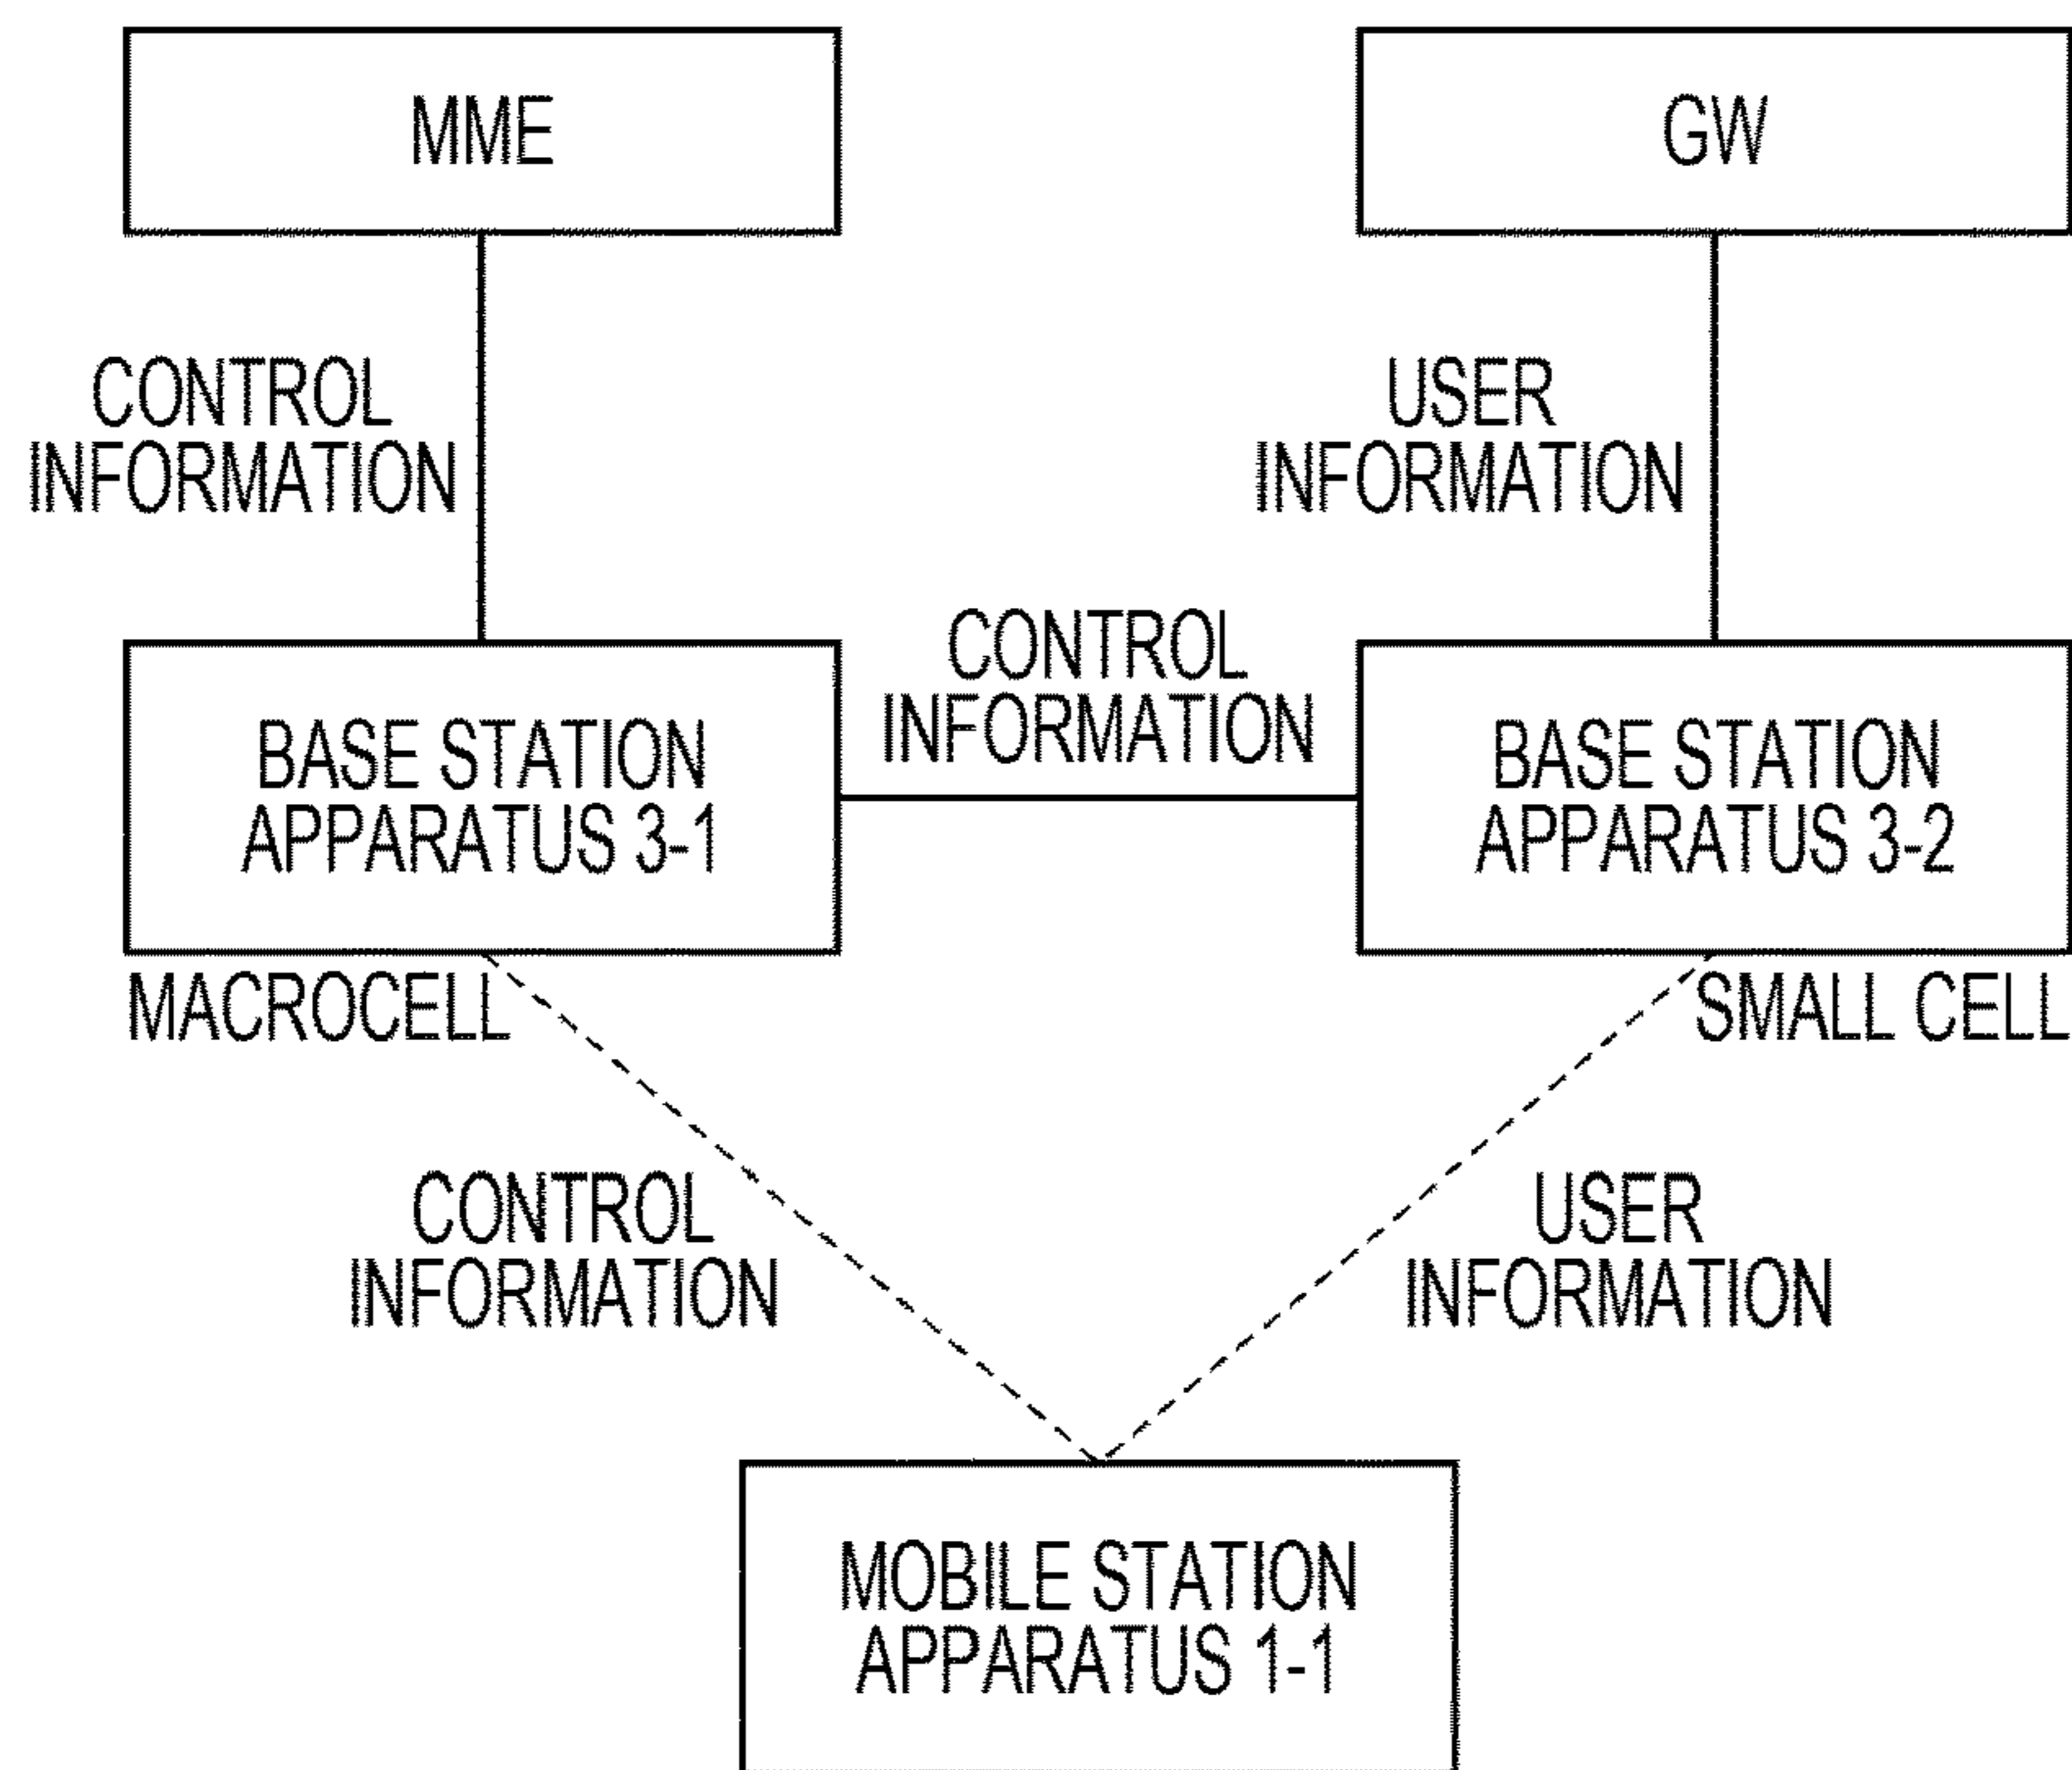 MME
GW
CONTROL
INFORMATION
USER
INFORMATION
CONTROL
INFORMATION
BASE STATION
APPARATUS 3-1
BASE STATION
APPARATUS 3-2
MACROCELL
SMALL CELL
CONTROL
INFORMATION
USER
INFORMATION
MOBILE STATION
APPARATUS 1-1